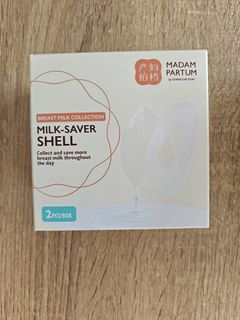 产妇
拍档
MADAM
PARTUM
BREAST MILK COLLECTION
MILK-SAVER
SHELL
Collect and save more
breast milk throughout
the day
2PCS/BOX